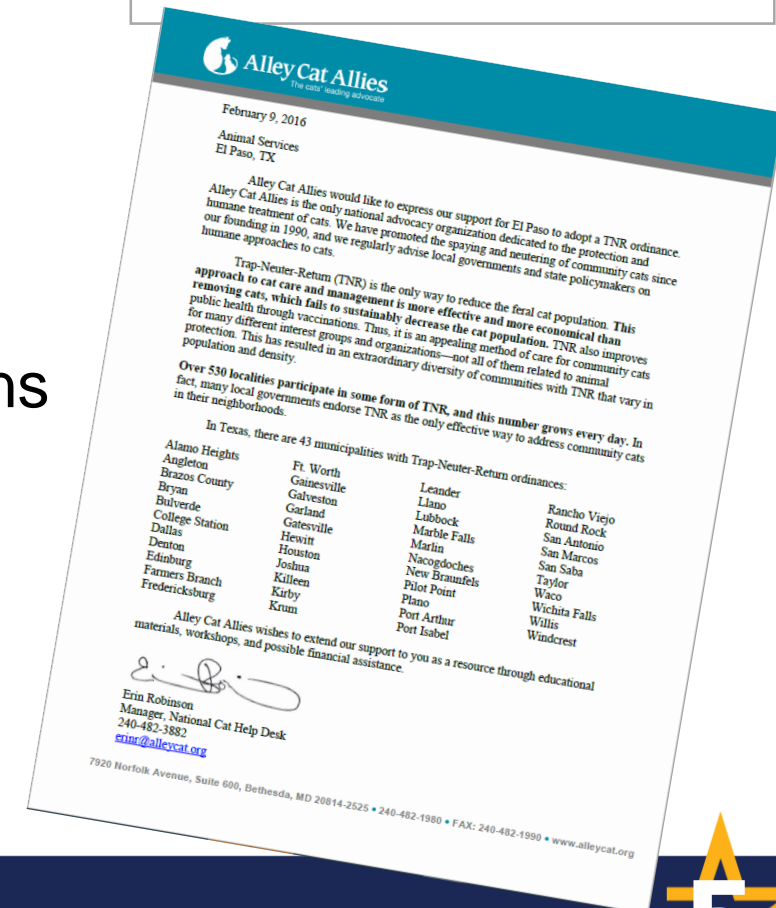 ns
Alley Cat Allies
The cats' leading advocate
February 9, 2016
Animal Services
El Paso, TX
Alley Cat Allies would like to express our support for El Paso to adopt a TNR ordinance.
Alley Cat Allies is the only national advocacy organization dedicated to the protection and
humane treatment of cats. We have promoted the spaying and neutering of community cats since
our founding in 1990, and we regularly advise local governments and state policymakers on
humane approaches to cats.
Trap-Neuter-Return (TNR) is the only way to reduce the feral cat population. This
approach to cat care and management is more effective and more economical than
removing cats, which fails to sustainably decrease the cat population. TNR also improves
public health through vaccinations. Thus, it is an appealing method of care for community cats
for many different interest groups and organizations—not all of them related to animal
protection. This has resulted in an extraordinary diversity of communities with TNR that vary in
population and density.
Over 530 localities participate in some form of TNR, and this number grows every day. In
fact, many local governments endorse TNR as the only effective way to address community cats
in their neighborhoods.
In Texas, there are 43 municipalities with Trap-Neuter-Return ordinances:
Alamo Heights
Angleton
Brazos County
Bryan
Bulverde
College Station
Dallas
Denton
Edinburg
Farmers Branch
Fredericksburg
Ft. Worth
Gainesville
Galveston
Garland
Gatesville
Hewitt
Houston
Joshua
Killeen
Kirby
Krum
Leander
Llano
Lubbock
Marble Falls
Marlin
Nacogdoches
New Braunfels
Pilot Point
Plano
Port Arthur
Port Isabel
Rancho Viejo
Round Rock
San Antonio
San Marcos
San Saba
Taylor
Waco
Wichita Falls
Willis
Windcrest
Alley Cat Allies wishes to extend our support to you as a resource through educational
materials, workshops, and possible financial assistance.
Erin Robinson
Manager, National Cat Help Desk
240-482-3882
erinr@alleycat.org
7920 Norfolk Avenue, Suite 600, Bethesda, MD 20814-2525 • 240-482-1980 • FAX: 240-482-1990 • www.alleycat.org